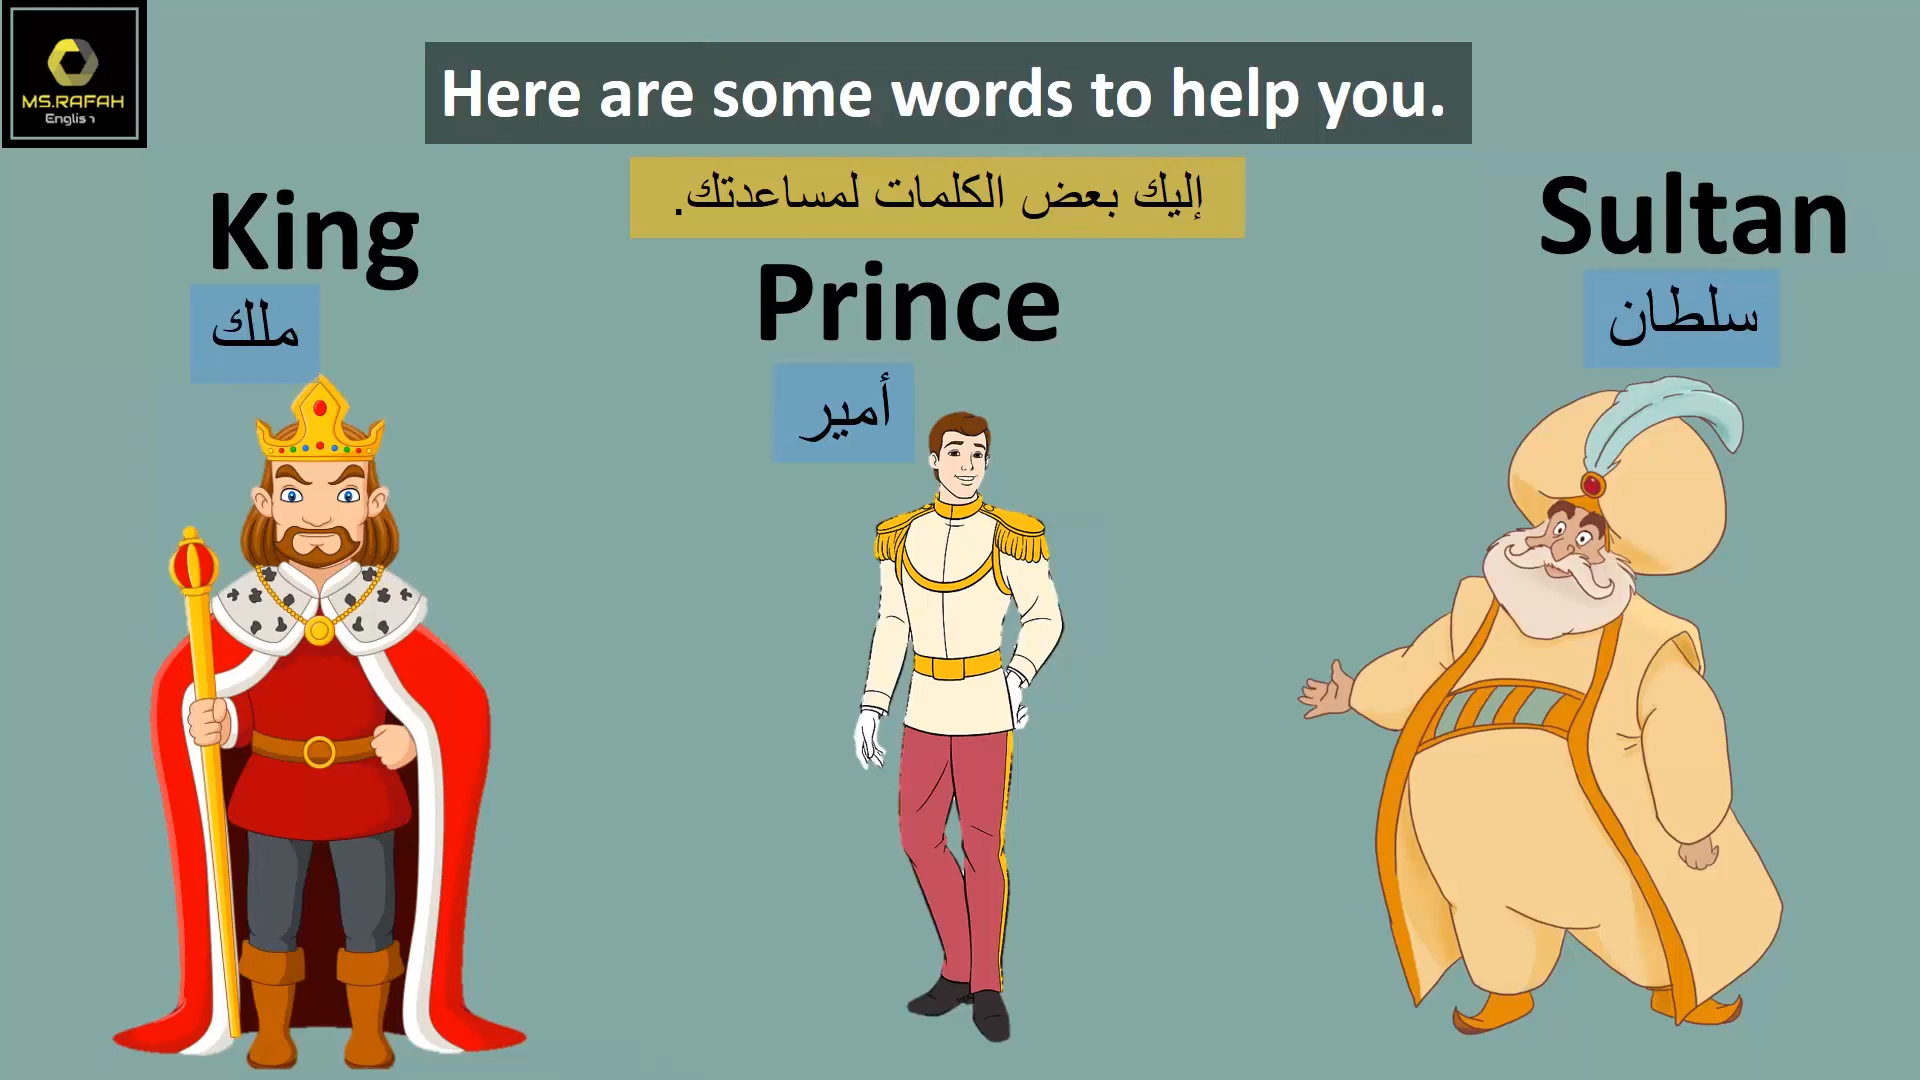 MS.RAFAH
Here are some words to help you.
إليك بعض الكلمات لمساعدتك.
King
ملك
Prince
أمير
Sultan
سلطان